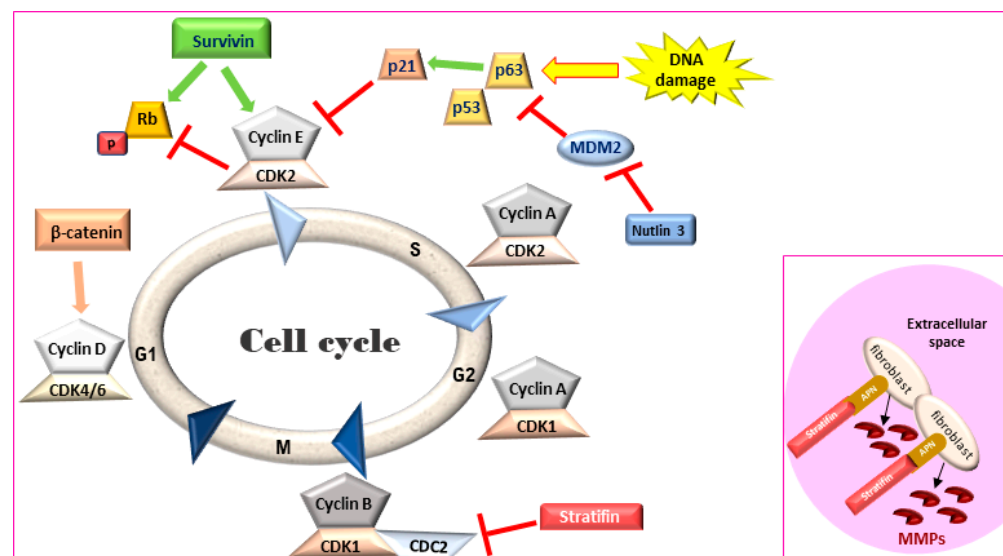 Survivin
p21
p63
DNA
damage
p53
Rb
p
Cyclin E
CDK2
MDM2
Nutlin 3
β-catenin
Cyclin A
CDK2
S
Cell cycle
G1
G2
M
Cyclin D
CDK4/6
Cyclin A
CDK1
Cyclin B
CDK1
CDC2
Stratifin
Extracellular
space
fibroblast
APN
Stratifin
fibroblast
APN
Stratifin
MMPs